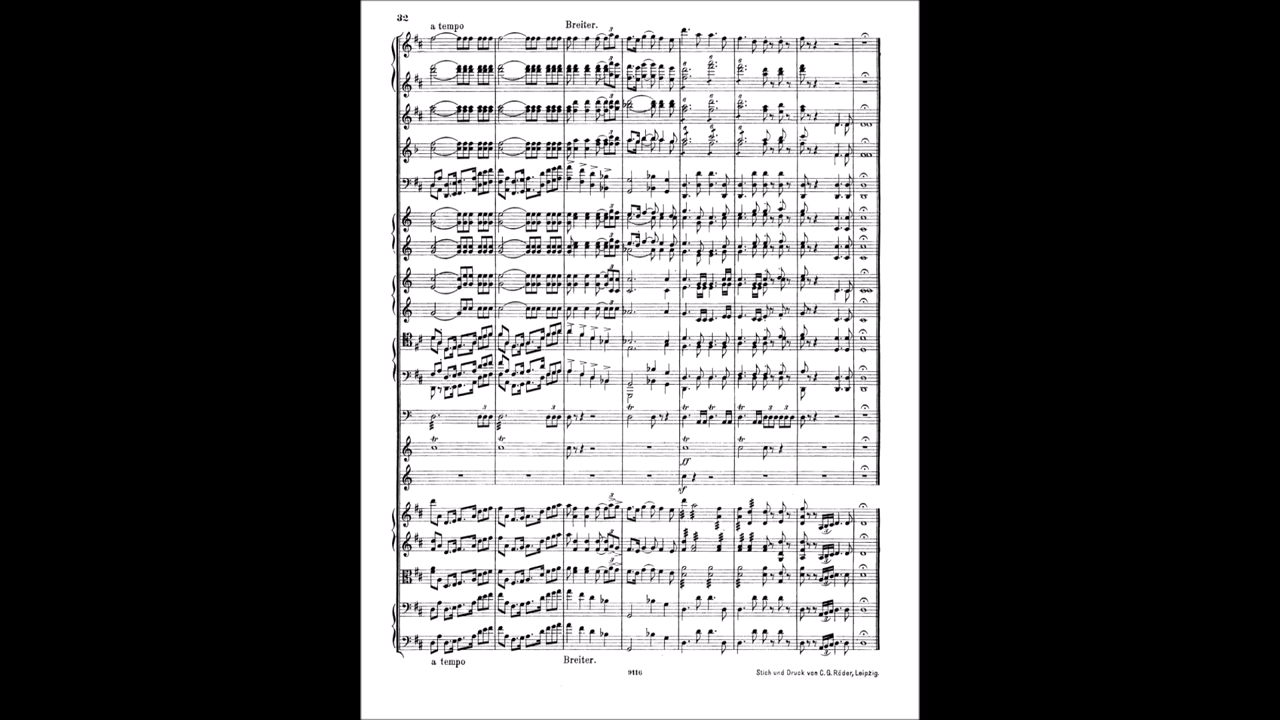 32
a tempo
Breiter.
a tempo
Breiter.
9116
Stich und Druck von C. G. Röder, Leipzig.